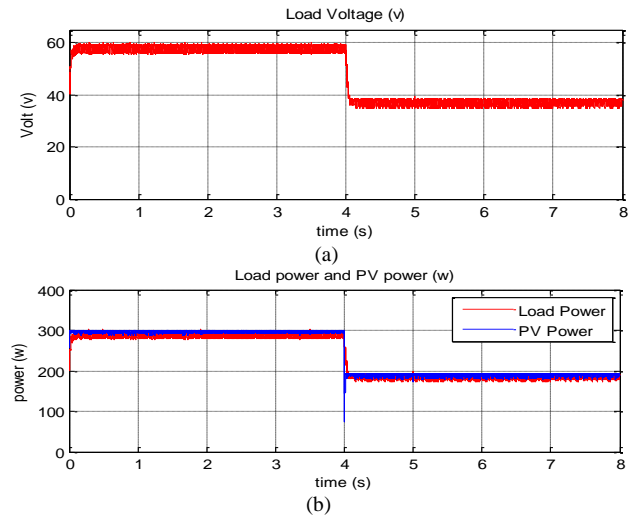 Load Voltage (v)
60
40
20
0
Volt (v)
0 1 2 3 4 5 6 7 8
time (s)
(a)
Load power and PV power (w)
400
300
200
100
0
power (w)
Load Power
PV Power
0 1 2 3 4 5 6 7 8
time (s)
(b)